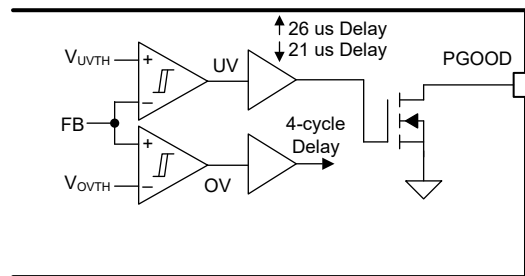 26 us Delay
21 us Delay
PGOOD
VUVTH
+
UV
−
FB
4-cycle
Delay
+
VOVTH
−
OV